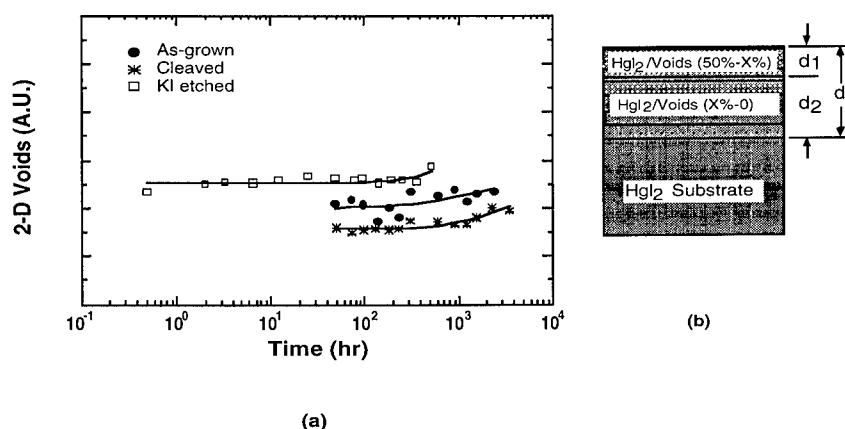 As-grown
Cleaved
KI etched
2-D Voids (A.U.)
10-1 100 101 102 103 104
Time (hr)
(a)
HgI2/Voids (50%-X%)
HgI2/Voids (X%-0)
HgI2 Substrate
d1
d
d2
(b)